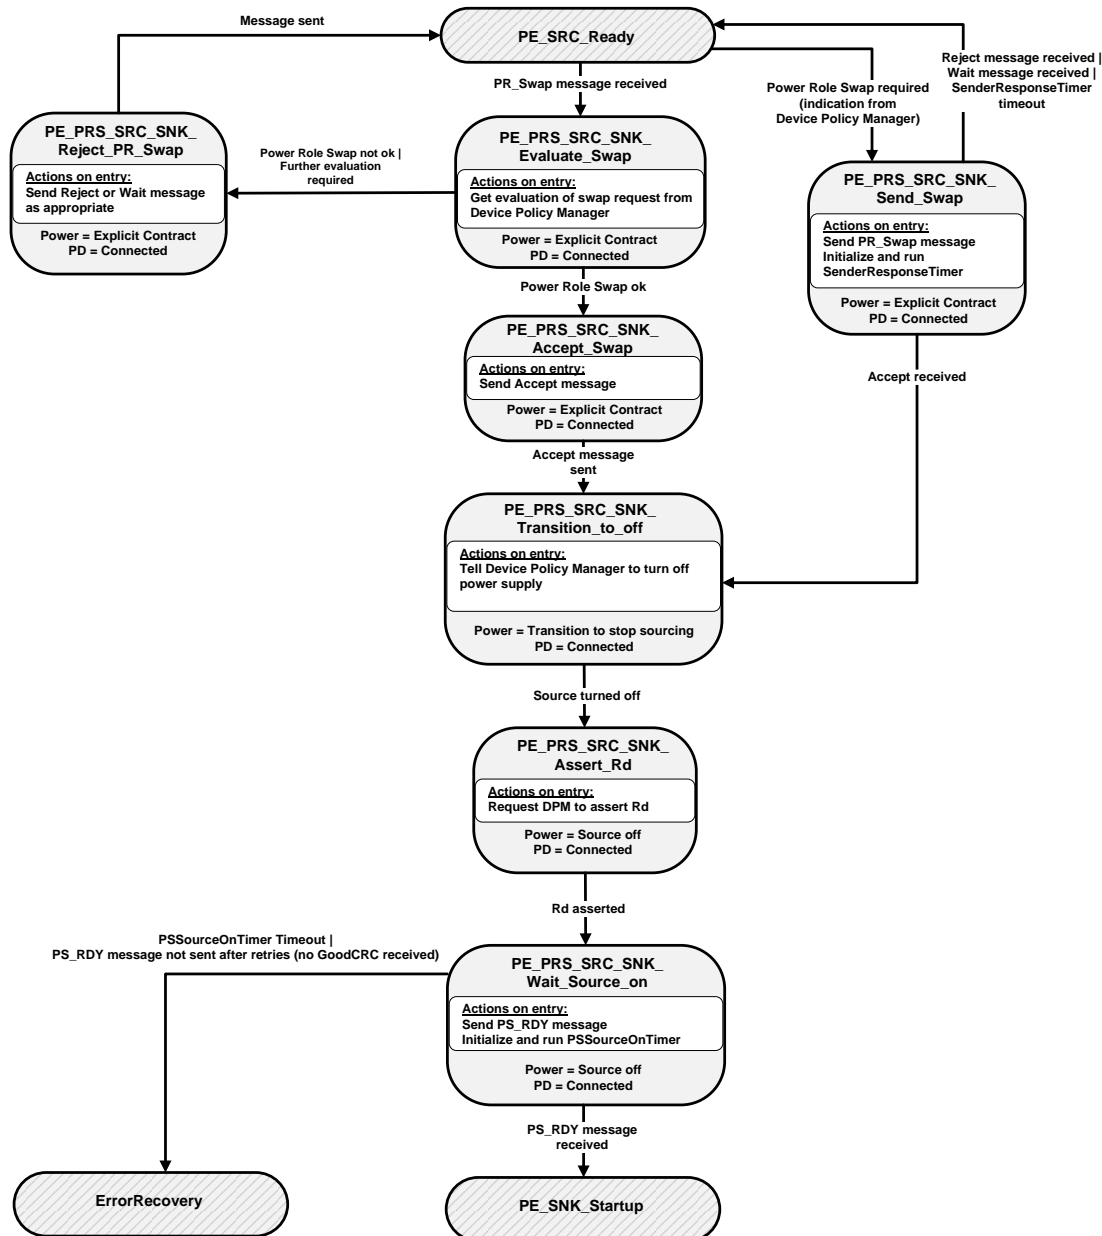 Message sent
PE_SRC_Ready
Reject message received |
Wait message received |
SenderResponseTimer
timeout
PR_Swap message received
Power Role Swap required
(indication from
Device Policy Manager)
PE_PRS_SRC_SNK_
Reject_PR_Swap
Actions on entry:
Send Reject or Wait message
as appropriate
Power = Explicit Contract
PD = Connected
Power Role Swap not ok |
Further evaluation
required
PE_PRS_SRC_SNK_
Evaluate_Swap
Actions on entry:
Get evaluation of swap request from
Device Policy Manager
Power = Explicit Contract
PD = Connected
PE_PRS_SRC_SNK_
Send_Swap
Actions on entry:
Send PR_Swap message
Initialize and run
SenderResponseTimer
Power = Explicit Contract
PD = Connected
Power Role Swap ok
PE_PRS_SRC_SNK_
Accept_Swap
Actions on entry:
Send Accept message
Power = Explicit Contract
PD = Connected
Accept received
Accept message
sent
PE_PRS_SRC_SNK_
Transition_to_off
Actions on entry:
Tell Device Policy Manager to turn off
power supply
Power = Transition to stop sourcing
PD = Connected
Source turned off
PE_PRS_SRC_SNK_
Assert_Rd
Actions on entry:
Request DPM to assert Rd
Power = Source off
PD = Connected
Rd asserted
PSSourceOnTimer Timeout |
PS_RDY message not sent after retries (no GoodCRC received)
PE_PRS_SRC_SNK_
Wait_Source_on
Actions on entry:
Send PS_RDY message
Initialize and run PSSourceOnTimer
Power = Source off
PD = Connected
PS_RDY message
received
ErrorRecovery
PE_SNK_Startup